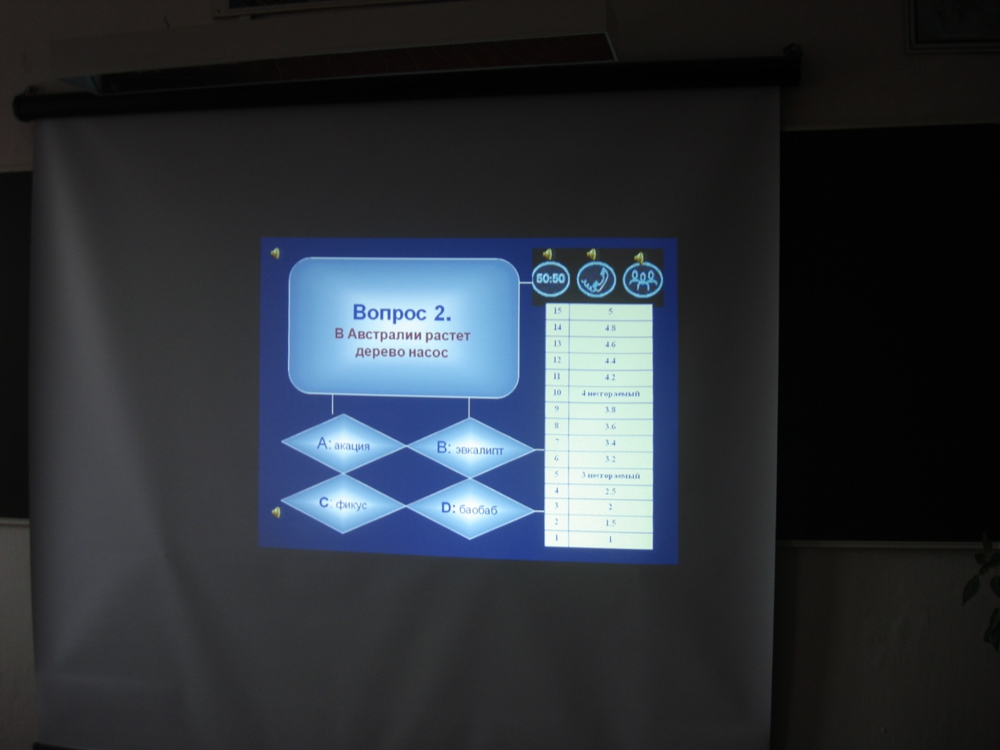 50:50
Вопрос 2.
В Австралии растет
дерево насос
А: акация
В: эвкалипт
С: фикус
D: баобаб
15 5
14 4.8
13 4.6
12 4.4
11 4.2
10 4 несгораемый
9 3.8
8 3.6
7 3.4
6 3.2
5 3 несгораемый
4 2.5
3 2
2 1.5
1 1